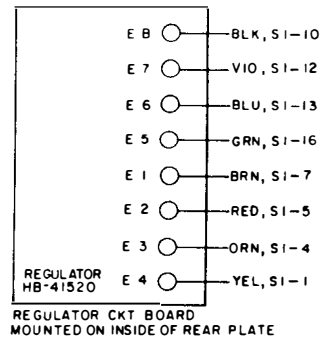 E 8 BLK, S1-10
E 7 VIO, S1-12
E 6 BLU, S1-13
E 5 GRN, S1-16
E 1 BRN, S1-7
E 2 RED, S1-5
E 3 ORN, S1-4
REGULATOR
HB-41520
E 4 YEL, S1-1
REGULATOR CKT BOARD
MOUNTED ON INSIDE OF REAR PLATE